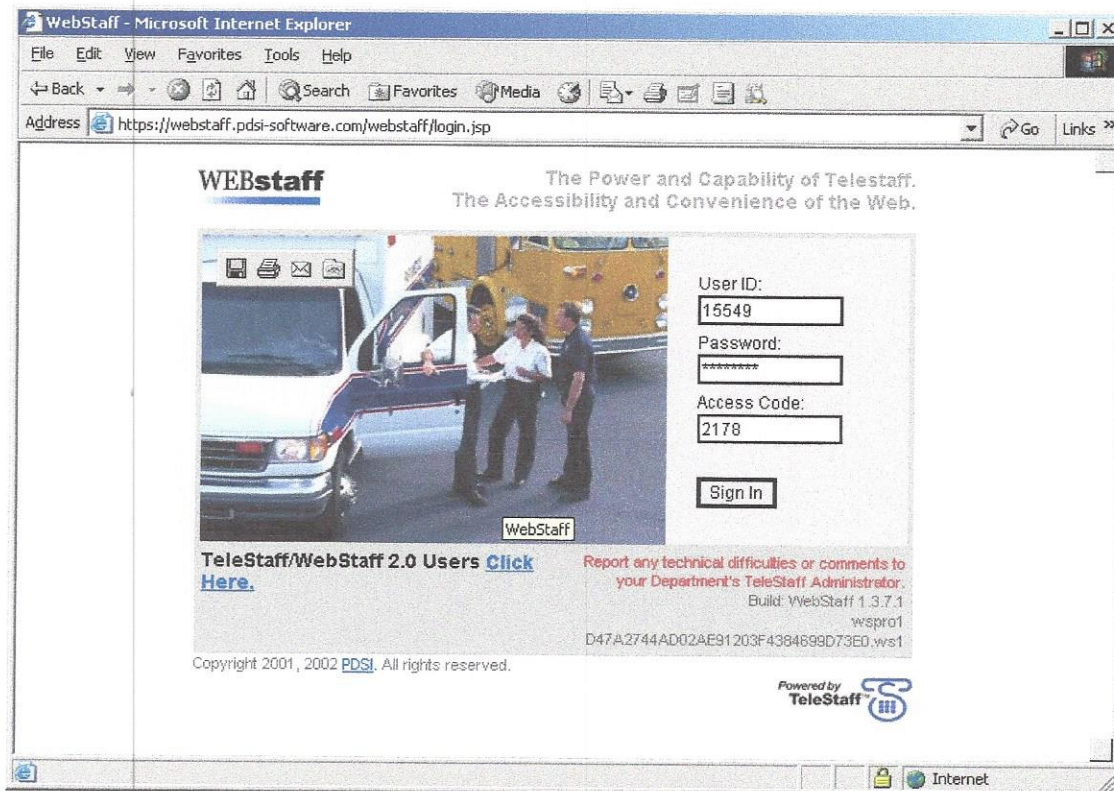 WebStaff - Microsoft Internet Explorer
File Edit View Favorites Tools Help
Back Search Favorites Media
Address https://webstaff.pdsi-software.com/webstaff/login.jsp Go Links »
WEBstaff
The Power and Capability of Telestaff.
The Accessibility and Convenience of the Web.
User ID:
15549
Password:
********
Access Code:
2178
Sign In
WebStaff
TeleStaff/WebStaff 2.0 Users Click
Here.
Report any technical difficulties or comments to
your Department's TeleStaff Administrator.
Build: WebStaff 1.3.7.1
wspro1
D47A2744AD02AE91203F4384699D73E0.ws1
Copyright 2001, 2002 PDSI. All rights reserved.
Powered by
TeleStaff™
Internet